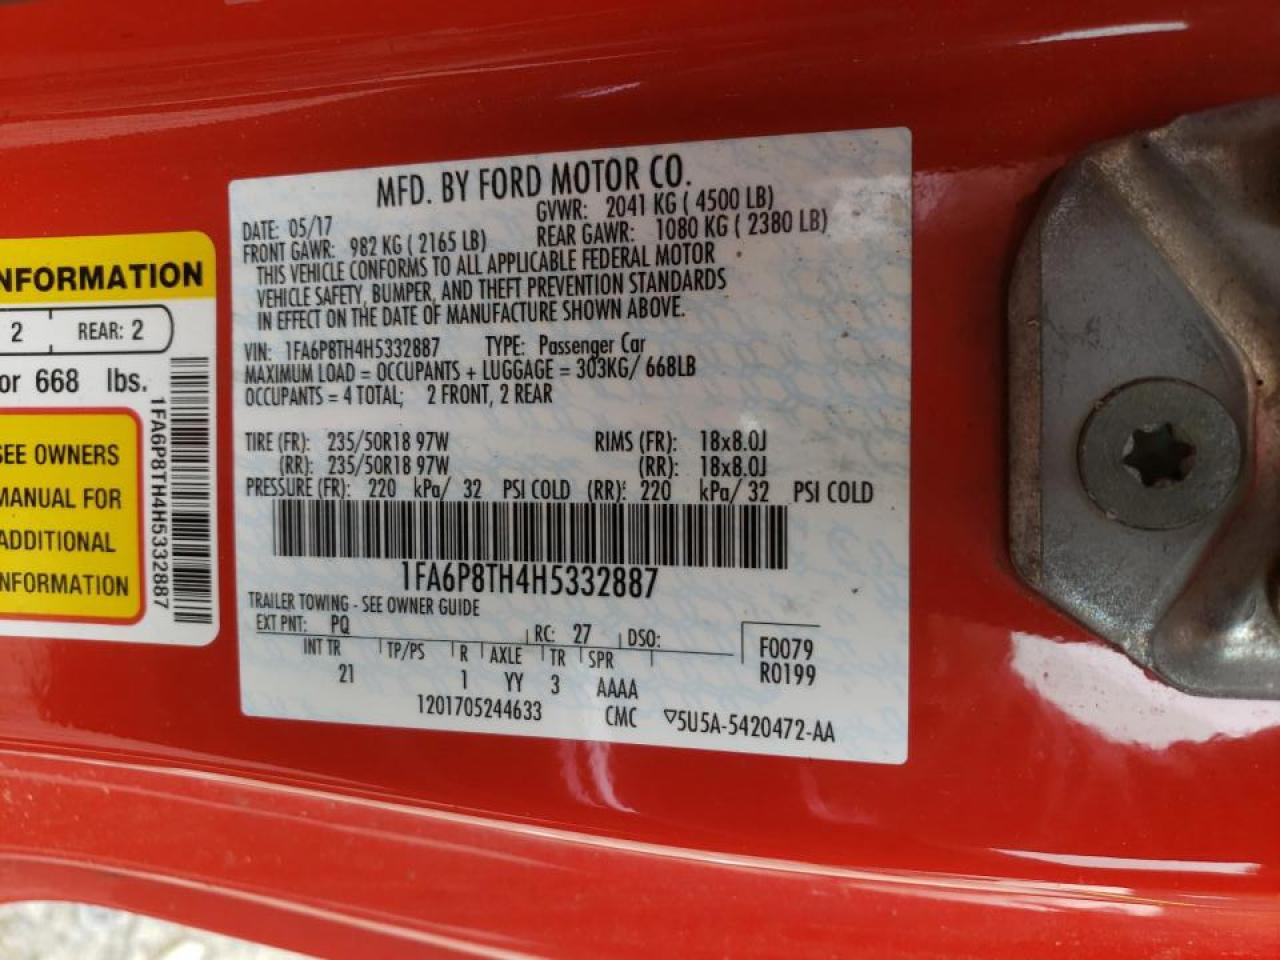 NFORMATION
2 REAR: 2
or 668 lbs.
SEE OWNERS
MANUAL FOR
ADDITIONAL
NFORMATION
1FA6P8TH4H5332887
MFD. BY FORD MOTOR CO.
DATE: 05/17 GVWR: 2041 KG ( 4500 LB)
FRONT GAWR: 982 KG ( 2165 LB) REAR GAWR: 1080 KG ( 2380 LB)
THIS VEHICLE CONFORMS TO ALL APPLICABLE FEDERAL MOTOR
VEHICLE SAFETY, BUMPER, AND THEFT PREVENTION STANDARDS
IN EFFECT ON THE DATE OF MANUFACTURE SHOWN ABOVE.
VIN: 1FA6P8TH4H5332887 TYPE: Passenger Car
MAXIMUM LOAD = OCCUPANTS + LUGGAGE = 303KG/ 668LB
OCCUPANTS = 4 TOTAL; 2 FRONT, 2 REAR
TIRE (FR): 235/50R18 97W RIMS (FR): 18x8.0J
(RR): 235/50R18 97W (RR): 18x8.0J
PRESSURE (FR): 220 kPa/ 32 PSI COLD (RR): 220 kPa/ 32 PSI COLD
1FA6P8TH4H5332887
TRAILER TOWING - SEE OWNER GUIDE
EXT PNT: PQ RC: 27 DSO: F0079
INT TR TP/PS R AXLE TR SPR R0199
21 1 YY 3 AAAA
1201705244633 CMC ▽5U5A-5420472-AA